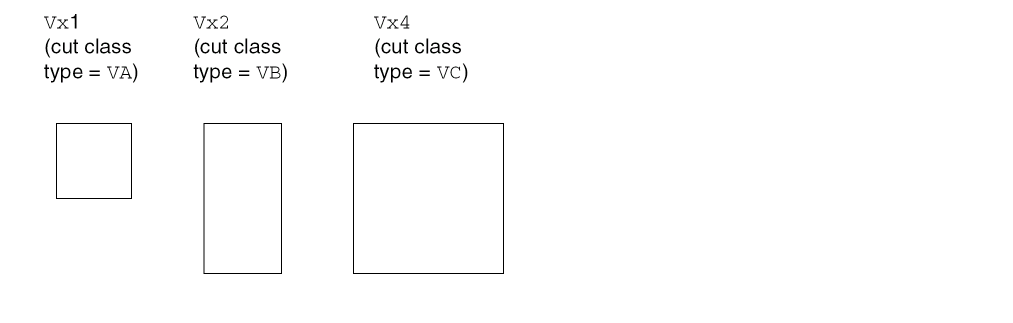 Vx1
(cut class
type = VA)
Vx2
(cut class
type = VB)
Vx4
(cut class
type = VC)